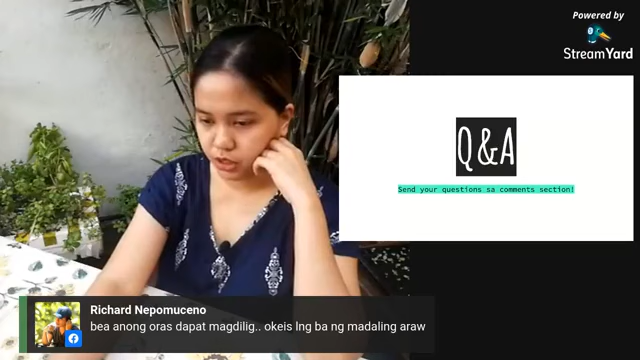 Powered by
StreamYard
Q&A
Send your questions sa comments section!
Richard Nepomuceno
bea anong oras dapat magdilig.. okeis lng ba ng madaling araw